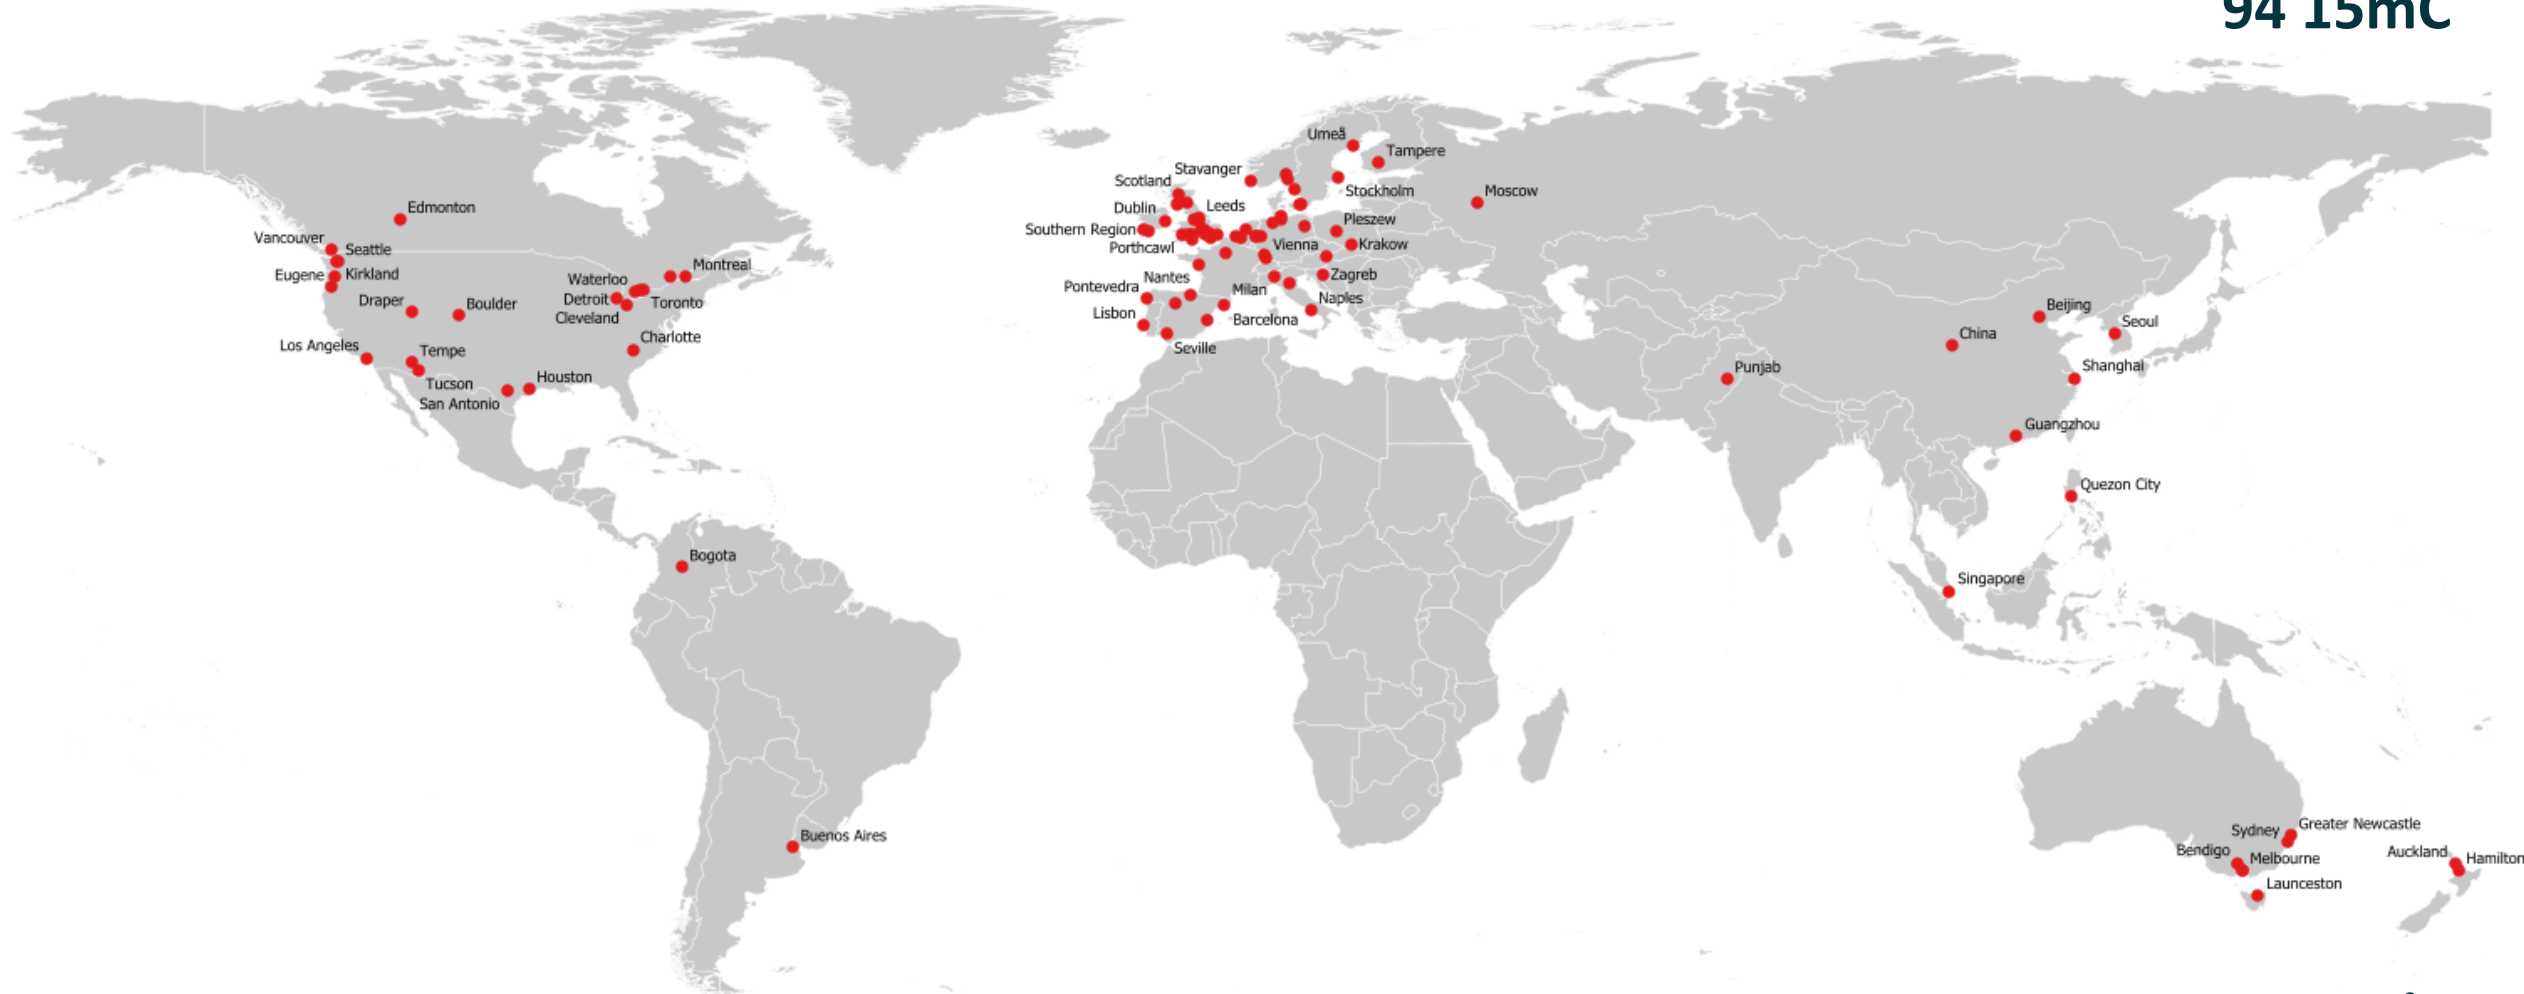 94 15mC
Umeå
Tampere
Stavanger
Scotland
Stockholm
Moscow
Dublin
Leeds
Edmonton
Pleszew
Southern Region
Vancouver
Seattle
Porthcawl
Vienna
Krakow
Eugene
Kirkland
Waterloo
Montreal
Nantes
Zagreb
Pontevedra
Milan
Draper
Boulder
Detroit
Toronto
Naples
Cleveland
Lisbon
Barcelona
Beijing
Seoul
China
Charlotte
Los Angeles
Tempe
Seville
Punjab
Shanghai
Tucson
Houston
San Antonio
Guangzhou
Quezon City
Bogota
Singapore
Buenos Aires
Sydney
Greater Newcastle
Bendigo
Melbourne
Auckland
Hamilton
Launceston